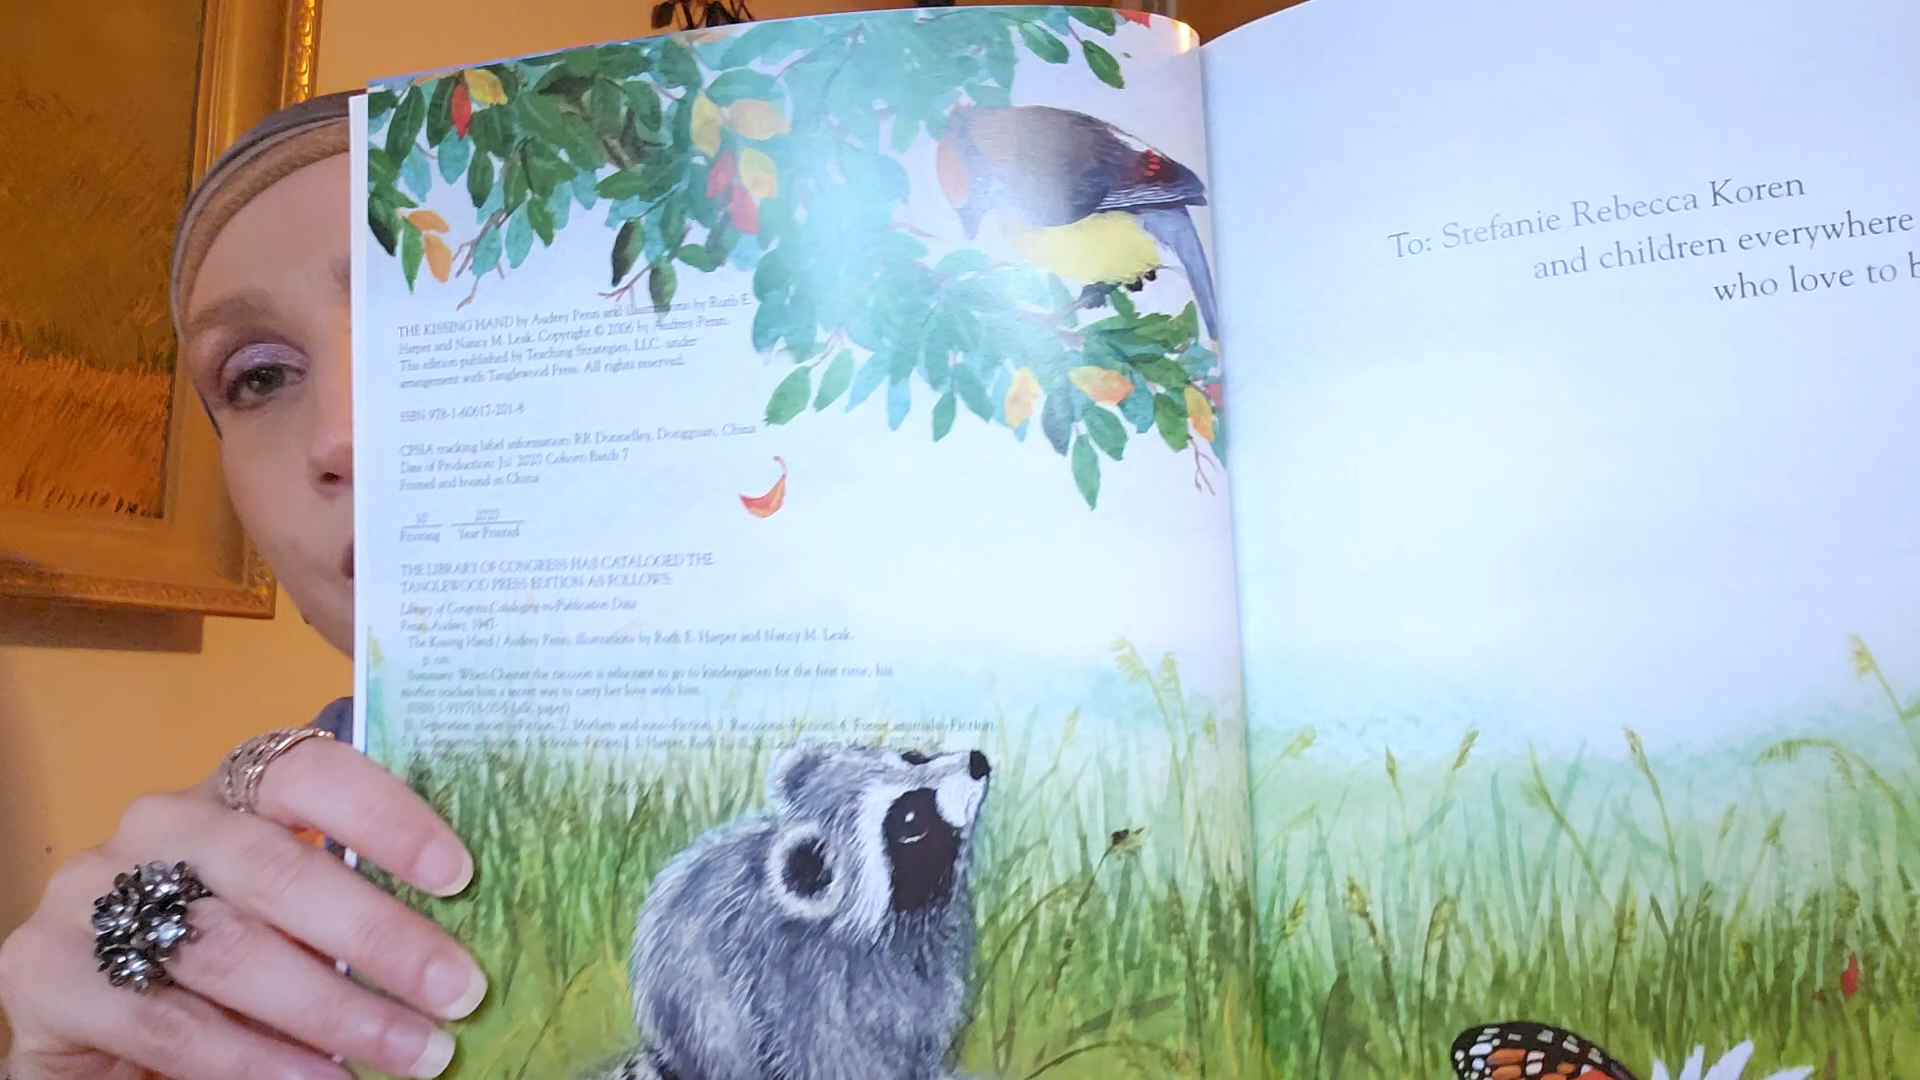 THE KISSING HAND by Audrey Penn and illustrations by Ruth E.
Harper and Nancy M. Leak. Copyright © 2006 by Audrey Penn.
This edition published by Teaching Strategies, LLC. under
arrangement with Tanglewood Press. All rights reserved.
ISBN 978-1-60617-201-8
CPSIA tracking label information: RR Donnelley, Dongguan, China
Date of Production: Jul 2020 Cohort: Batch 7
Printed and bound in China
10 2020
Printing Year Printed
THE LIBRARY OF CONGRESS HAS CATALOGED THE
TANGLEWOOD PRESS EDITION AS FOLLOWS:
Library of Congress Cataloging-in-Publication Data
Penn, Audrey, 1947-
The Kissing Hand / Audrey Penn; illustrations by Ruth E. Harper and Nancy M. Leak.
p. cm.
Summary: When Chester the raccoon is reluctant to go to kindergarten for the first time, his
mother teaches him a secret way to carry her love with him.
ISBN 1-933718-00-5 (alk. paper)
Separation anxiety-Fiction. 2. Mothers and sons-Fiction. 3. Raccoons-Fiction. 4. Forest animals-Fiction.
Kindergarten-Fiction. 6. Schools-Fiction.] I. Harper, Ruth
To: Stefanie Rebecca Koren
and children everywhere
who love to